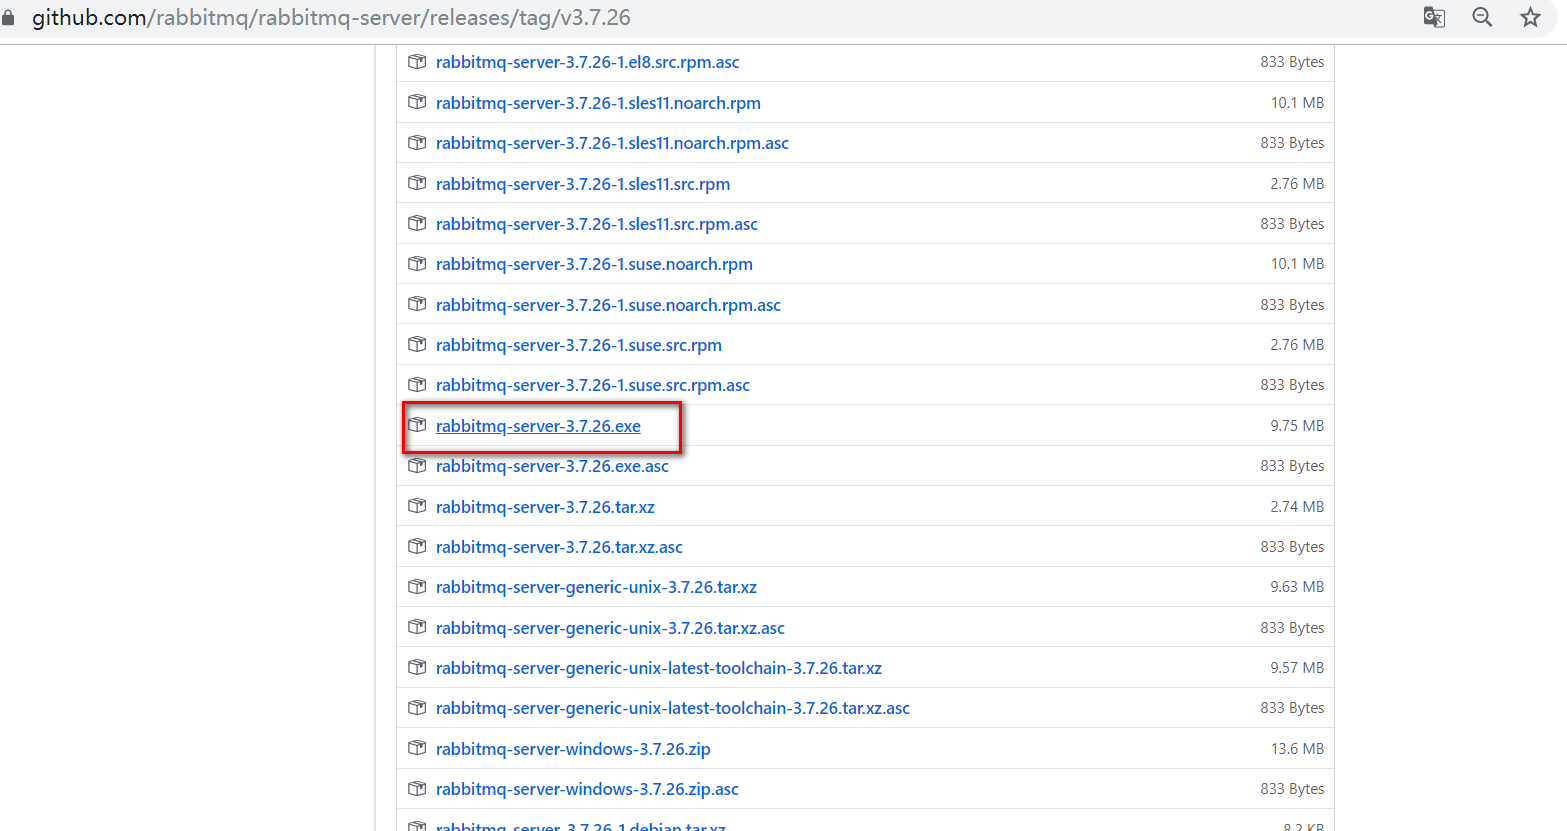 github.com/rabbitmq/rabbitmq-server/releases/tag/v3.7.26
rabbitmq-server-3.7.26-1.el8.src.rpm.asc 833 Bytes
rabbitmq-server-3.7.26-1.sles11.noarch.rpm 10.1 MB
rabbitmq-server-3.7.26-1.sles11.noarch.rpm.asc 833 Bytes
rabbitmq-server-3.7.26-1.sles11.src.rpm 2.76 MB
rabbitmq-server-3.7.26-1.sles11.src.rpm.asc 833 Bytes
rabbitmq-server-3.7.26-1.suse.noarch.rpm 10.1 MB
rabbitmq-server-3.7.26-1.suse.noarch.rpm.asc 833 Bytes
rabbitmq-server-3.7.26-1.suse.src.rpm 2.76 MB
rabbitmq-server-3.7.26-1.suse.src.rpm.asc 833 Bytes
rabbitmq-server-3.7.26.exe 9.75 MB
rabbitmq-server-3.7.26.exe.asc 833 Bytes
rabbitmq-server-3.7.26.tar.xz 2.74 MB
rabbitmq-server-3.7.26.tar.xz.asc 833 Bytes
rabbitmq-server-generic-unix-3.7.26.tar.xz 9.63 MB
rabbitmq-server-generic-unix-3.7.26.tar.xz.asc 833 Bytes
rabbitmq-server-generic-unix-latest-toolchain-3.7.26.tar.xz 9.57 MB
rabbitmq-server-generic-unix-latest-toolchain-3.7.26.tar.xz.asc 833 Bytes
rabbitmq-server-windows-3.7.26.zip 13.6 MB
rabbitmq-server-windows-3.7.26.zip.asc 833 Bytes
rabbitmq-server_3.7.26-1.debian.tar.xz 8.2 KB